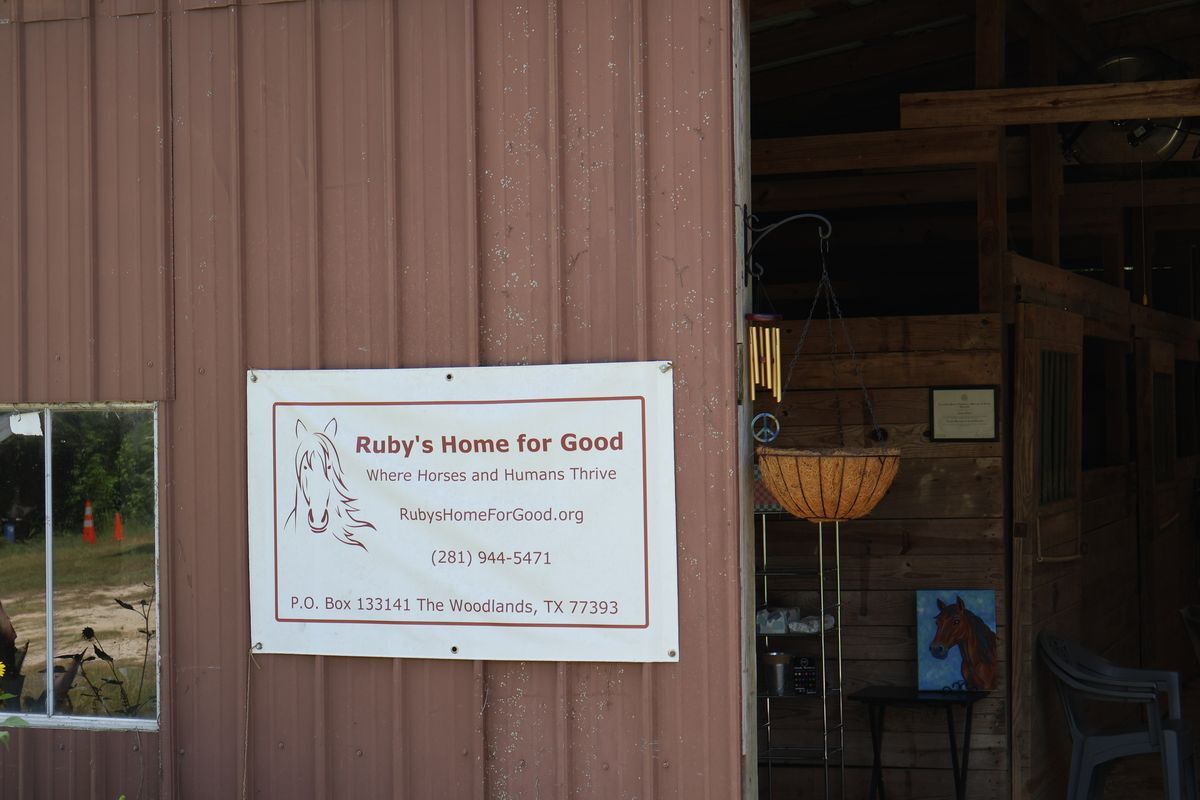 Ruby's Home for Good
Where Horses and Humans Thrive
RubysHomeForGood.org
(281) 944-5471
P.O. Box 133141 The Woodlands, TX 77393